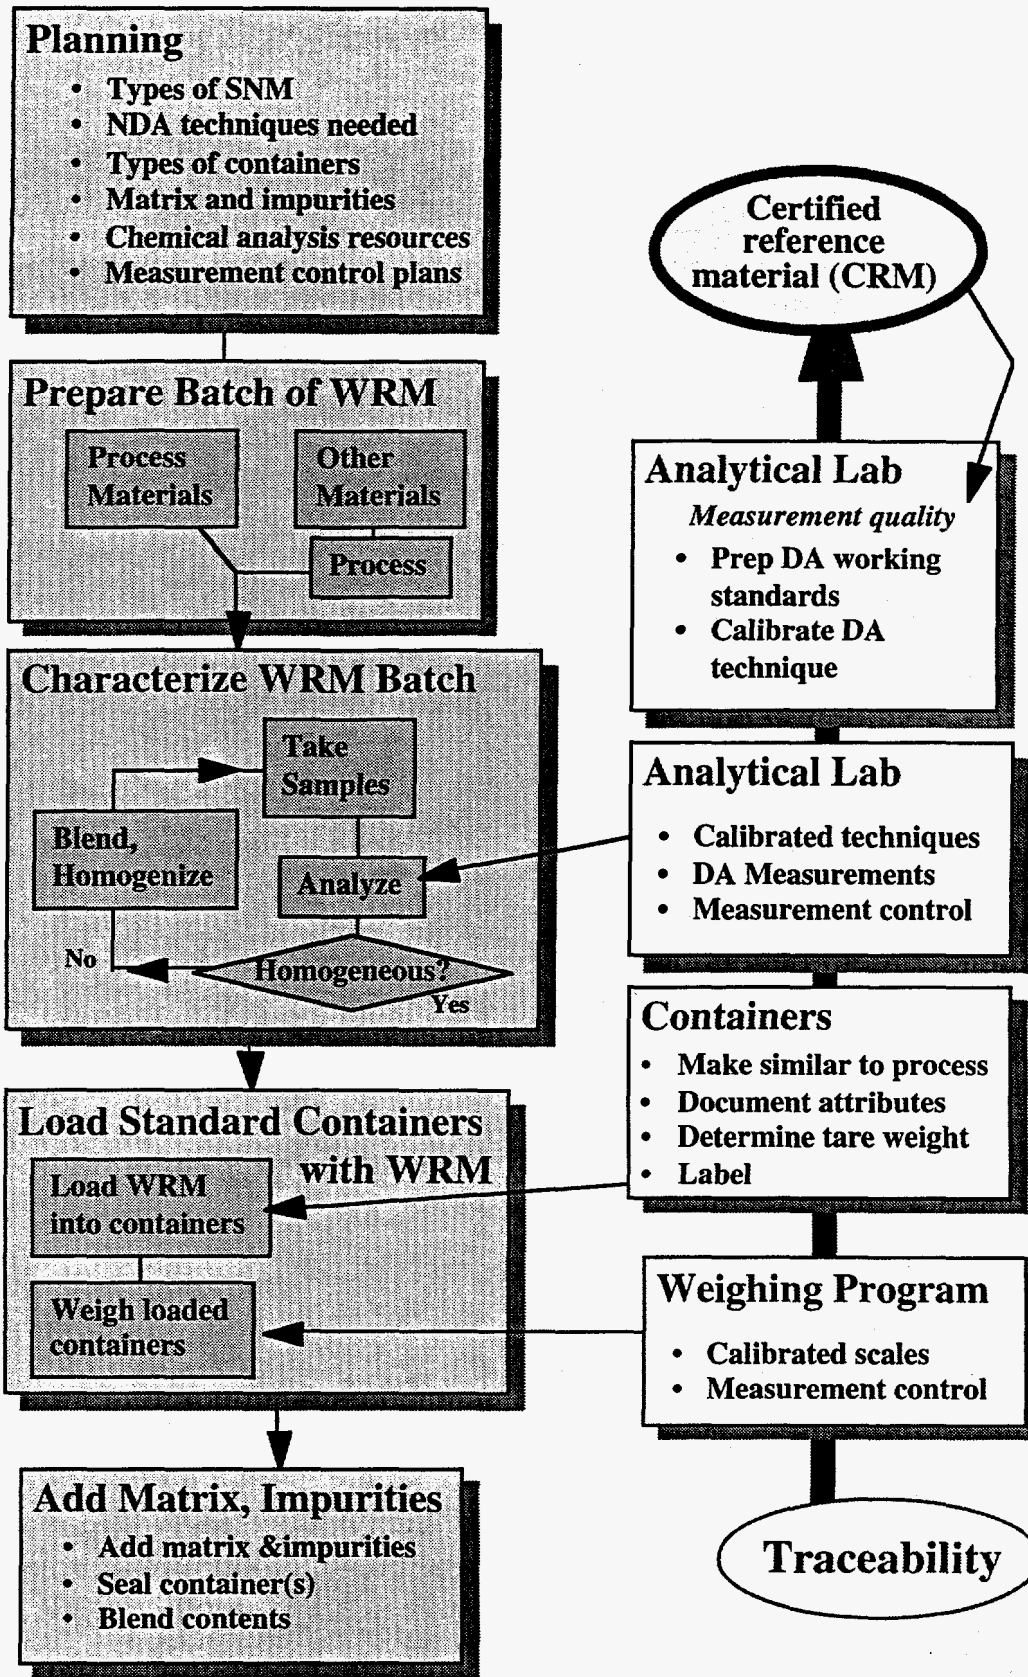 Planning
• Types of SNM
• NDA techniques needed
• Types of containers
• Matrix and impurities
• Chemical analysis resources
• Measurement control plans
Prepare Batch of WRM
Process
Materials
Other
Materials
Process
Characterize WRM Batch
Take
Samples
Blend,
Homogenize
Analyze
No
Homogeneous?
Yes
Load Standard Containers
with WRM
Load WRM
into containers
Weigh loaded
containers
Add Matrix, Impurities
• Add matrix &impurities
• Seal container(s)
• Blend contents
Certified
reference
material (CRM)
Analytical Lab
Measurement quality
• Prep DA working
standards
• Calibrate DA
technique
Analytical Lab
• Calibrated techniques
• DA Measurements
• Measurement control
Containers
• Make similar to process
• Document attributes
• Determine tare weight
• Label
Weighing Program
• Calibrated scales
• Measurement control
Traceability